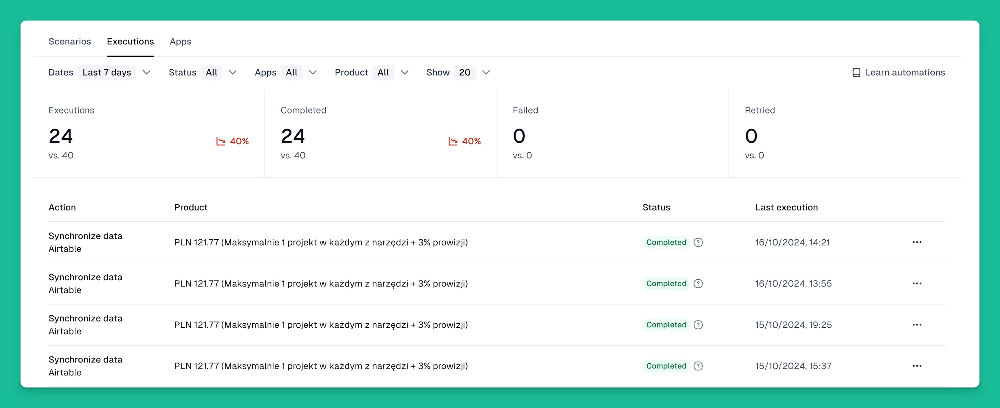 Scenarios Executions Apps
Dates Last 7 days Status All Apps All Product All Show 20 Learn automations
Executions Completed Failed Retried
24 40% 24 40% 0 0
vs. 40 vs. 40 vs. 0 vs. 0
Action Product Status Last execution
Synchronize data
Airtable
PLN 121.77 (Maksymalnie 1 projekt w każdym z narzędzi + 3% prowizji) Completed ? 16/10/2024, 14:21
Synchronize data
Airtable
PLN 121.77 (Maksymalnie 1 projekt w każdym z narzędzi + 3% prowizji) Completed ? 16/10/2024, 13:55
Synchronize data
Airtable
PLN 121.77 (Maksymalnie 1 projekt w każdym z narzędzi + 3% prowizji) Completed ? 15/10/2024, 19:25
Synchronize data
Airtable
PLN 121.77 (Maksymalnie 1 projekt w każdym z narzędzi + 3% prowizji) Completed ? 15/10/2024, 15:37